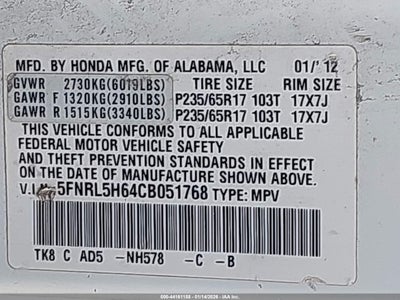 MFD. BY HONDA MFG. OF ALABAMA, LLC 01/'12
GVWR 2730KG(6019LBS) TIRE SIZE RIM SIZE
GAWR F 1320KG(2910LBS) P235/65R17 103T 17X7J
GAWR R 1515KG(3340LBS) P235/65R17 103T 17X7J
THIS VEHICLE CONFORMS TO ALL APPLICABLE
FEDERAL MOTOR VEHICLE SAFETY
AND THEFT PREVENTION STANDARDS IN EFFECT
ON THE DATE OF MANUFACTURE SHOWN ABOVE.
5FNRL5H64CB051768 TYPE: MPV
TK8 C AD5 -NH578 -C -B